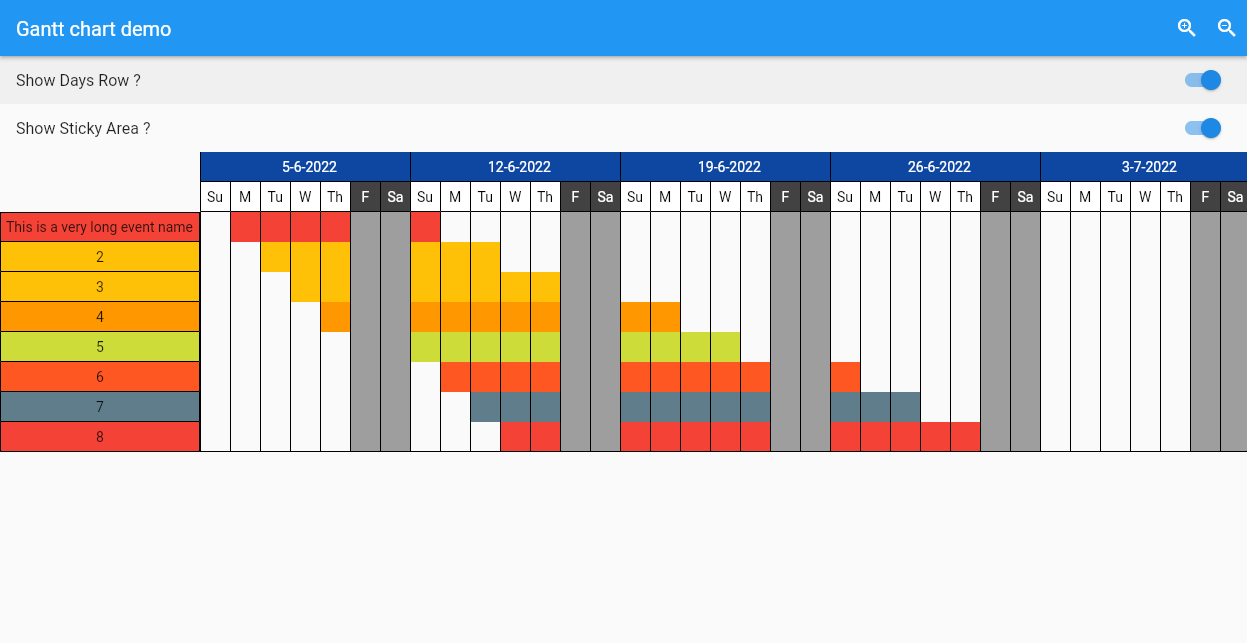 Gantt chart demo
Show Days Row ?
Show Sticky Area ?
5-6-2022 12-6-2022 19-6-2022 26-6-2022 3-7-2022
Su M Tu W Th F Sa Su M Tu W Th F Sa Su M Tu W Th F Sa Su M Tu W Th F Sa Su M Tu W Th F Sa
This is a very long event name
2
3
4
5
6
7
8